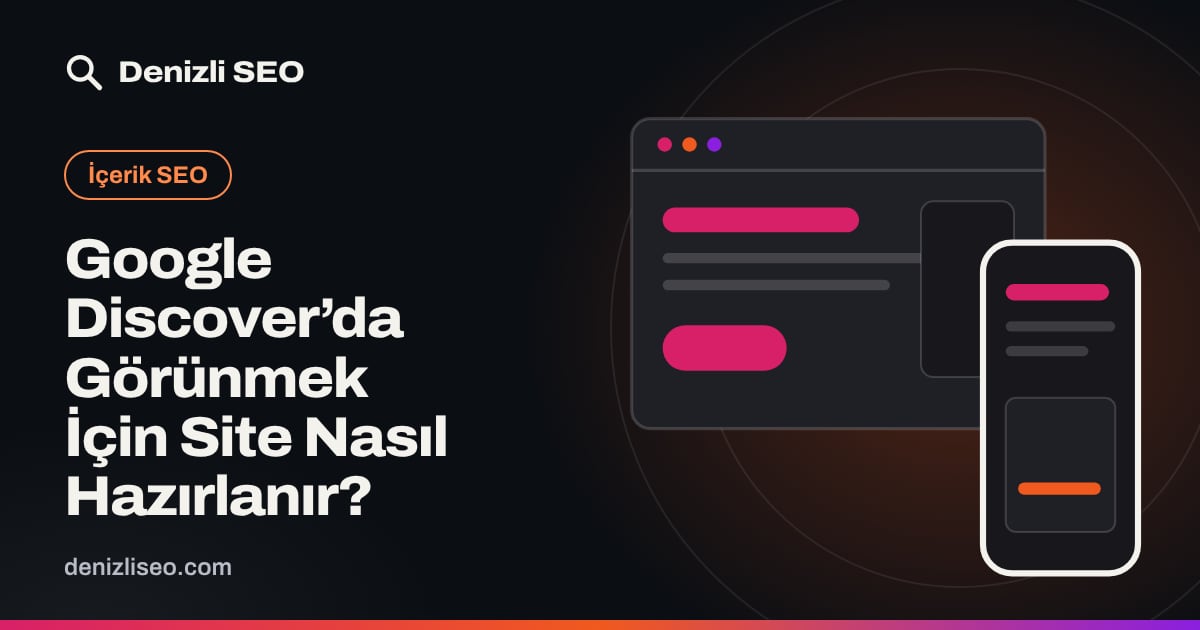 Denizli SEO
İçerik SEO
Google
Discover’da
Görünmek
İçin Site Nasıl
Hazırlanır?
denizliseo.com